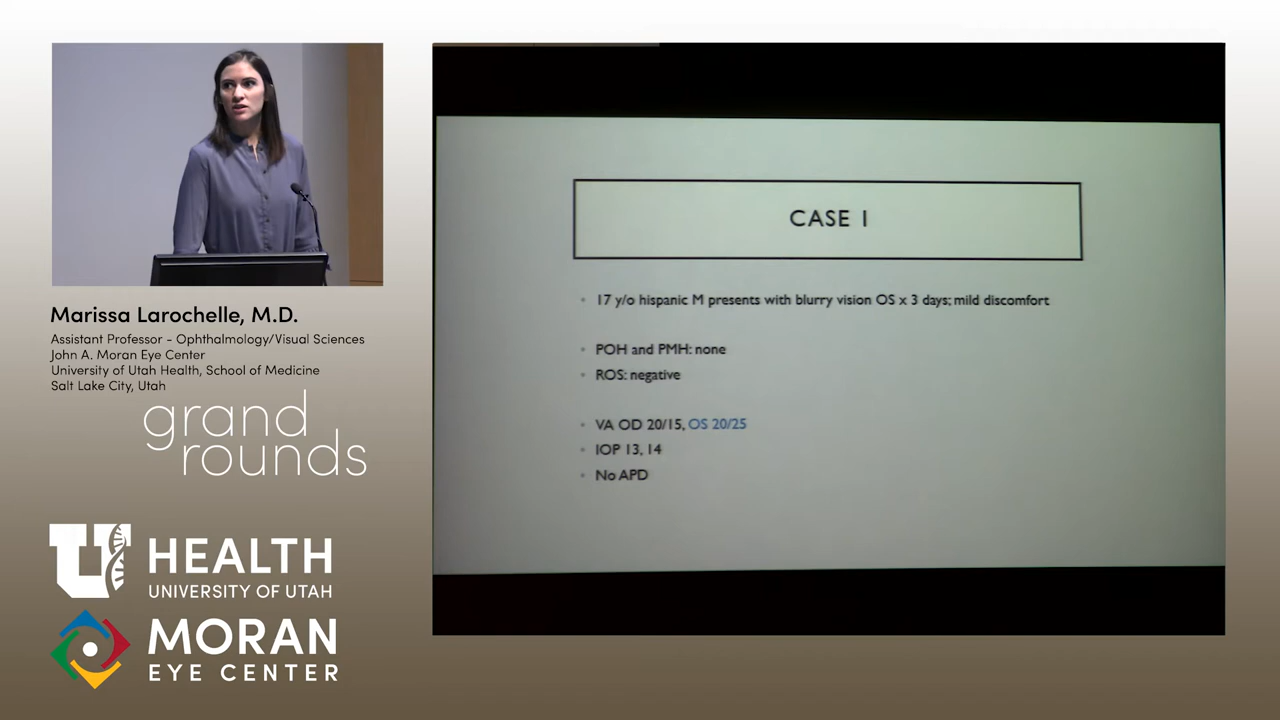 Marissa Larochelle, M.D.
Assistant Professor - Ophthalmology/Visual Sciences
John A. Moran Eye Center
University of Utah Health, School of Medicine
Salt Lake City, Utah
grand
rounds
U HEALTH
UNIVERSITY OF UTAH
MORAN
EYE CENTER
CASE I
17 y/o hispanic M presents with blurry vision OS x 3 days; mild discomfort
POH and PMH: none
ROS: negative
VA OD 20/15, OS 20/25
IOP 13, 14
No APD